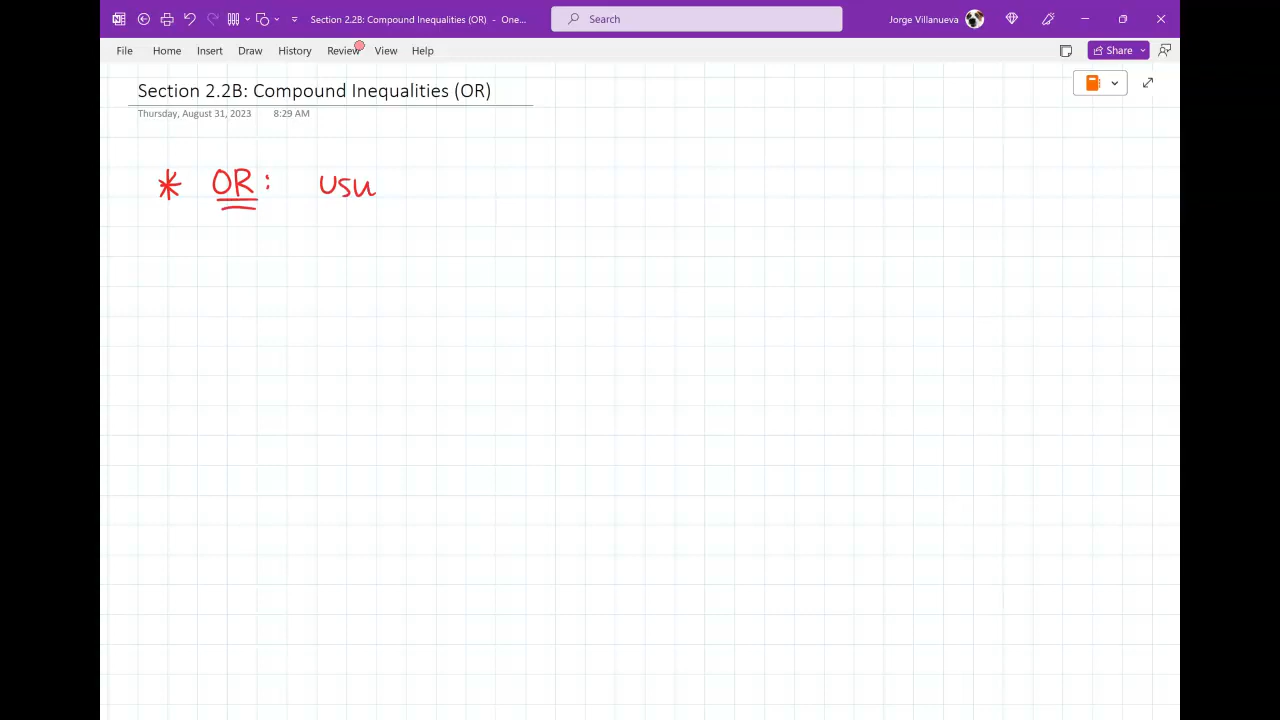 Section 2.2B: Compound Inequalities (OR) - One...
Search
Jorge Villanueva
File Home Insert Draw History Review View Help
Share
Section 2.2B: Compound Inequalities (OR)
Thursday, August 31, 2023 8:29 AM
* OR: usu